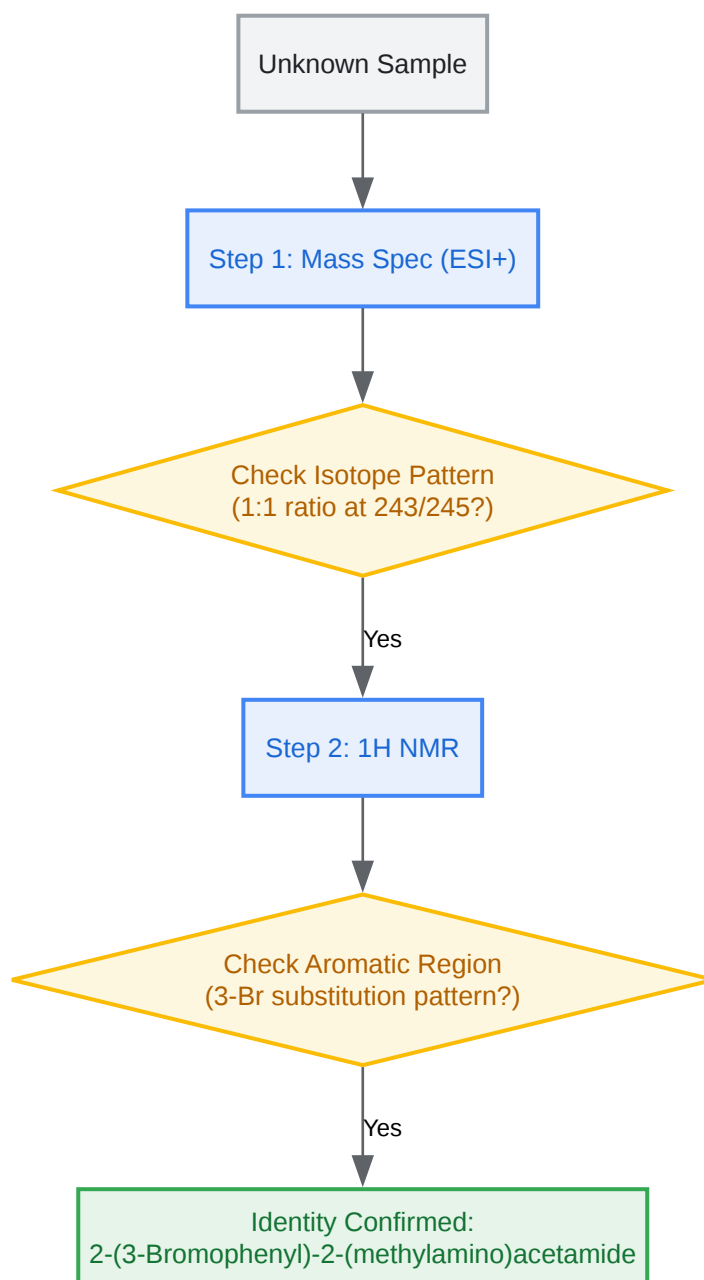 Unknown Sample
Step 1: Mass Spec (ESI+)
Check Isotope Pattern
(1:1 ratio at 243/245?)
Yes
Step 2: 1H NMR
Check Aromatic Region
(3-Br substitution pattern?)
Yes
Identity Confirmed:
2-(3-Bromophenyl)-2-(methylamino)acetamide